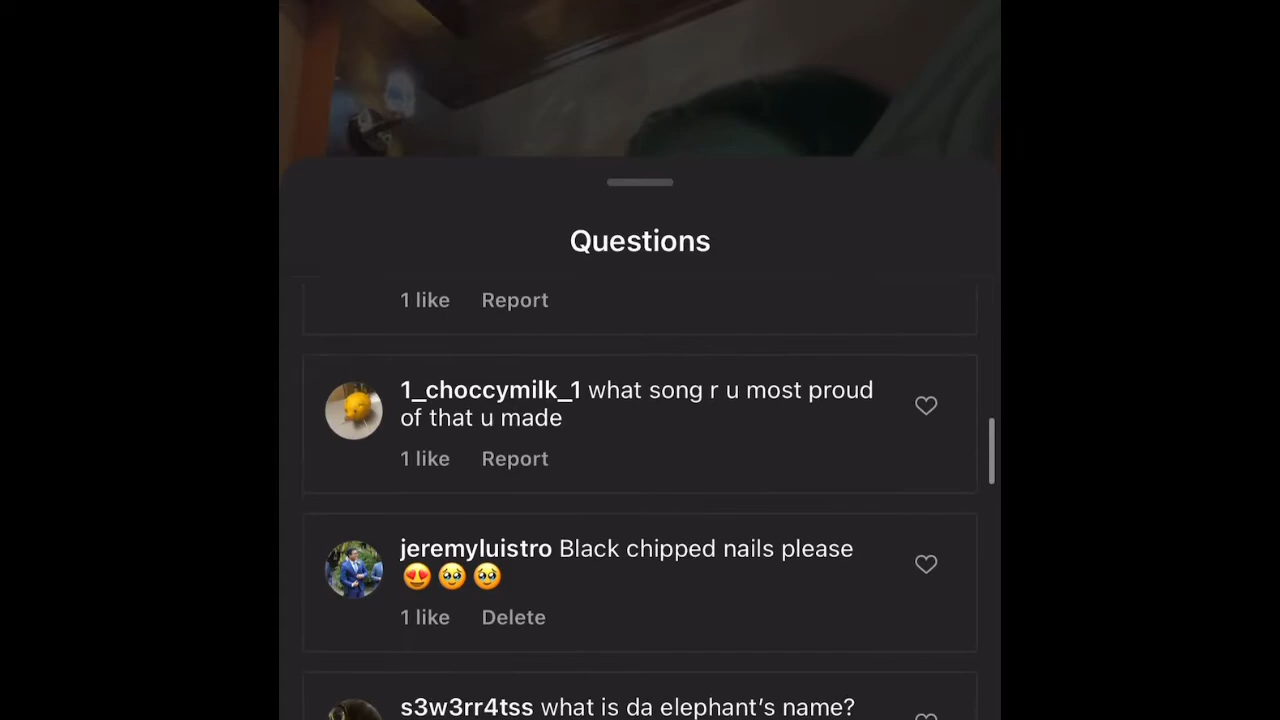 Questions
1 like Report
1_choccymilk_1 what song r u most proud
of that u made
1 like Report
jeremyluistro Black chipped nails please
😍🥹🥹
1 like Delete
s3w3rr4tss what is da elephant’s name?